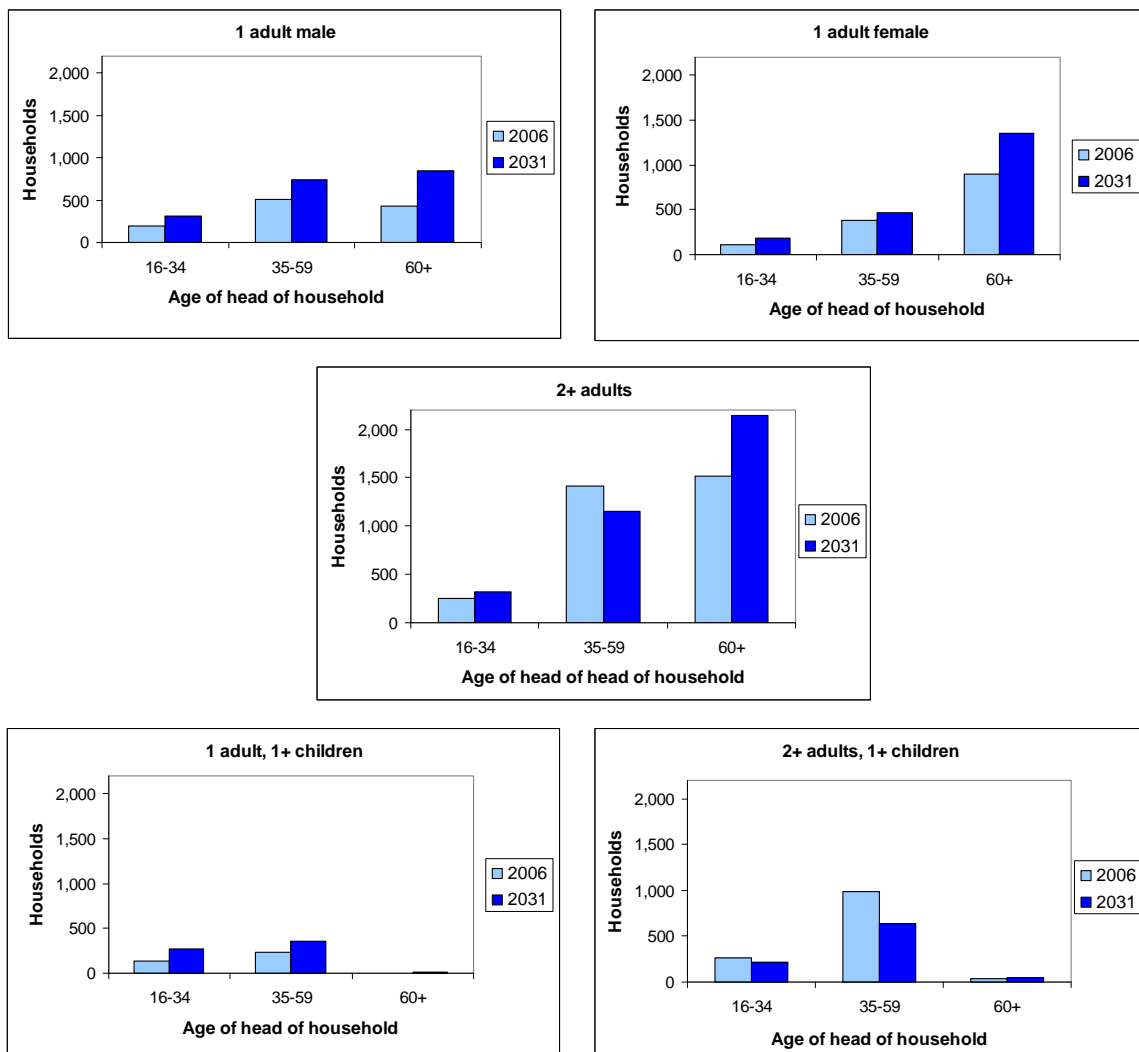 1 adult male
2,000
1,500
1,000
500
0
Households
16-34 35-59 60+
Age of head of household
2006
2031
1 adult female
2,000
1,500
1,000
500
0
Households
16-34 35-59 60+
Age of head of household
2006
2031
2+ adults
2,000
1,500
1,000
500
0
Households
16-34 35-59 60+
Age of head of head of household
2006
2031
1 adult, 1+ children
2,000
1,500
1,000
500
0
Households
16-34 35-59 60+
Age of head of household
2006
2031
2+ adults, 1+ children
2,000
1,500
1,000
500
0
Households
16-34 35-59 60+
Age of head of household
2006
2031